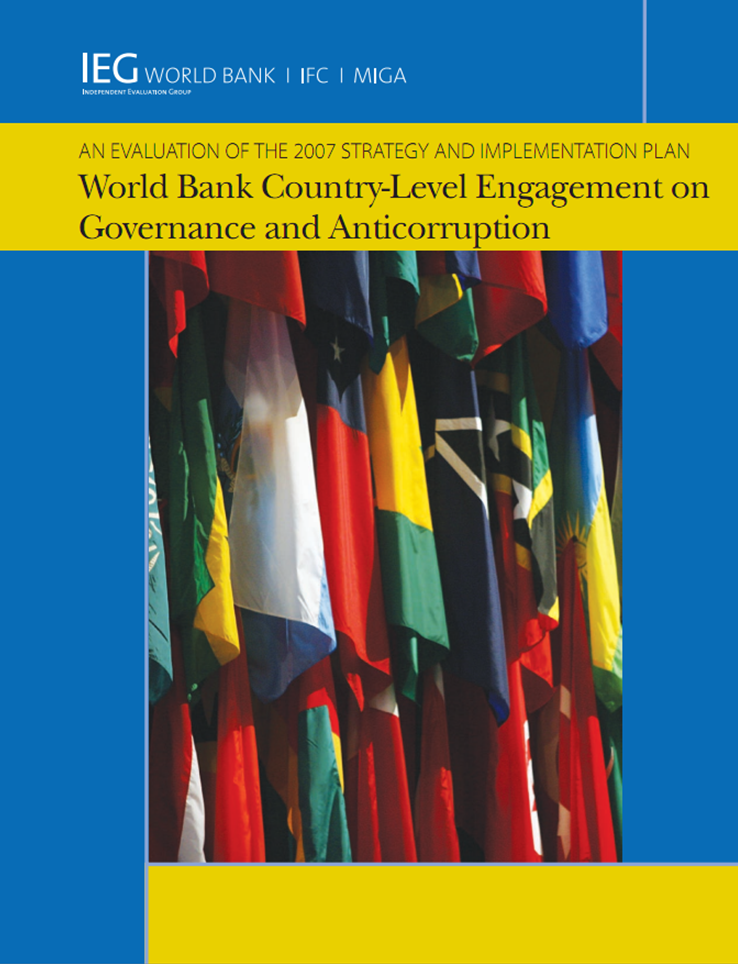 IEG WORLD BANK | IFC | MIGA
INDEPENDENT EVALUATION GROUP
AN EVALUATION OF THE 2007 STRATEGY AND IMPLEMENTATION PLAN
World Bank Country-Level Engagement on
Governance and Anticorruption